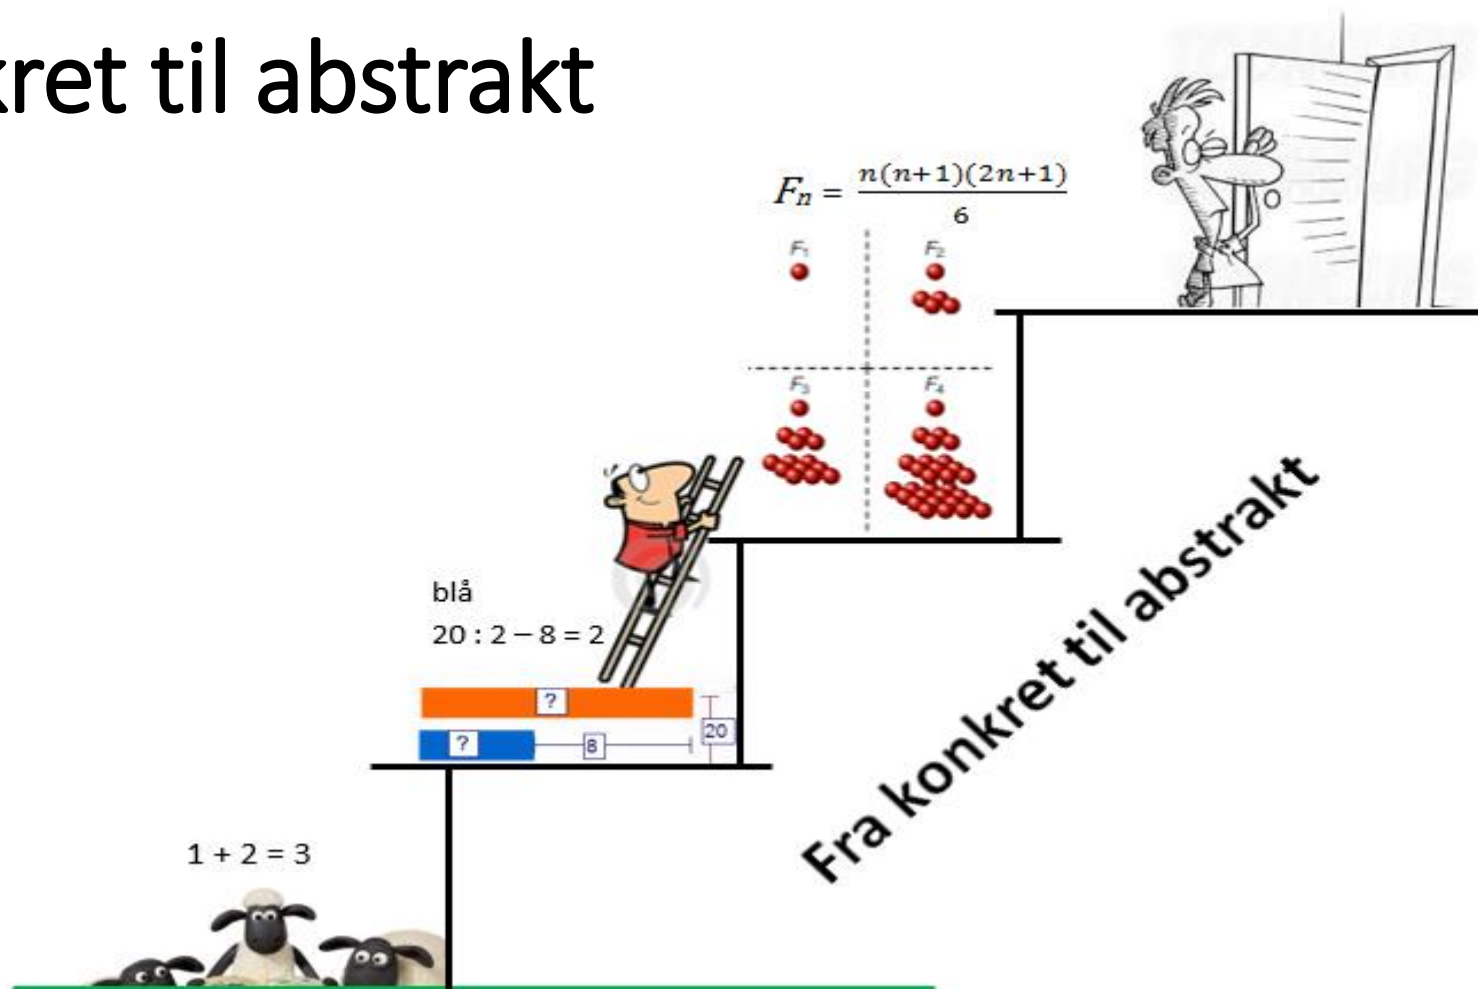 kret til abstrakt
Fn = n(n+1)(2n+1) / 6
F1
F2
F3
F4
blå
20 : 2 – 8 = 2
?
20
?
8
Fra konkret til abstrakt
1 + 2 = 3